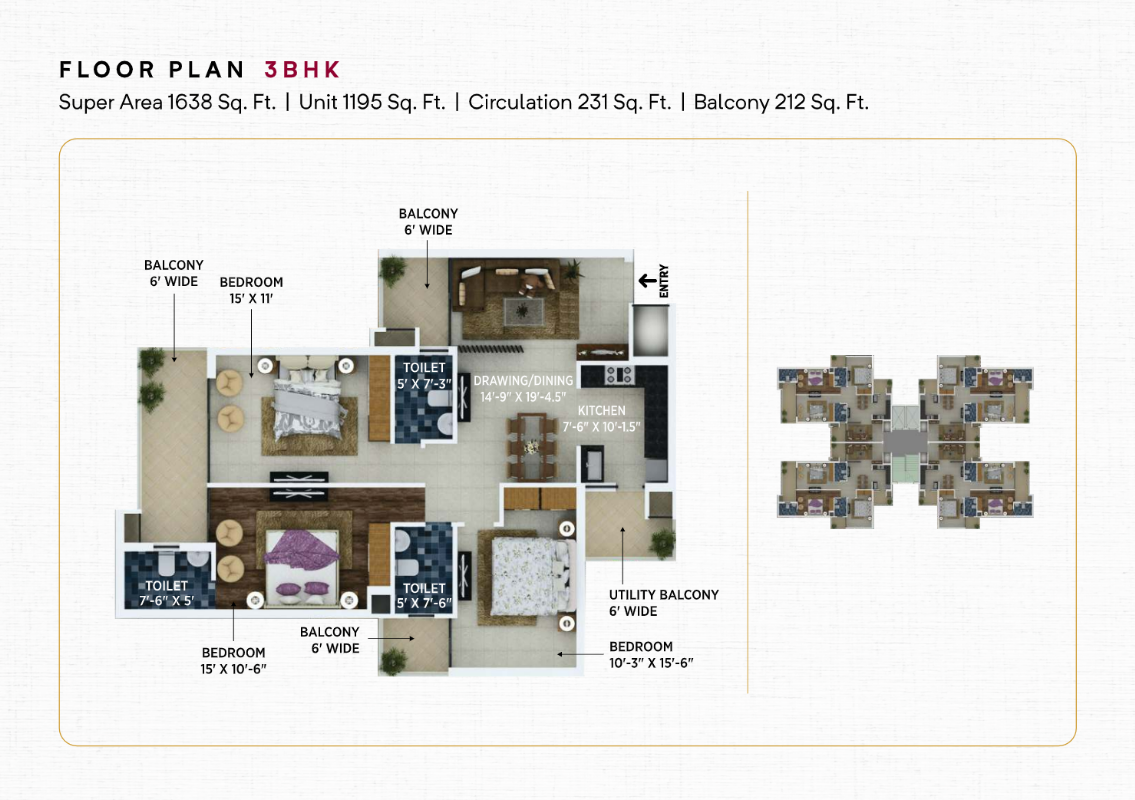 FLOOR PLAN 3BHK
Super Area 1638 Sq. Ft. | Unit 1195 Sq. Ft. | Circulation 231 Sq. Ft. | Balcony 212 Sq. Ft.
BALCONY
6' WIDE
BALCONY
6' WIDE
BEDROOM
15' X 11'
ENTRY
TOILET
5' X 7'-3"
DRAWING/DINING
14'-9" X 19'-4.5"
KITCHEN
7'-6" X 10'-1.5"
TOILET
7'-6" X 5'
TOILET
5' X 7'-6"
UTILITY BALCONY
6' WIDE
BALCONY
6' WIDE
BEDROOM
15' X 10'-6"
BEDROOM
10'-3" X 15'-6"